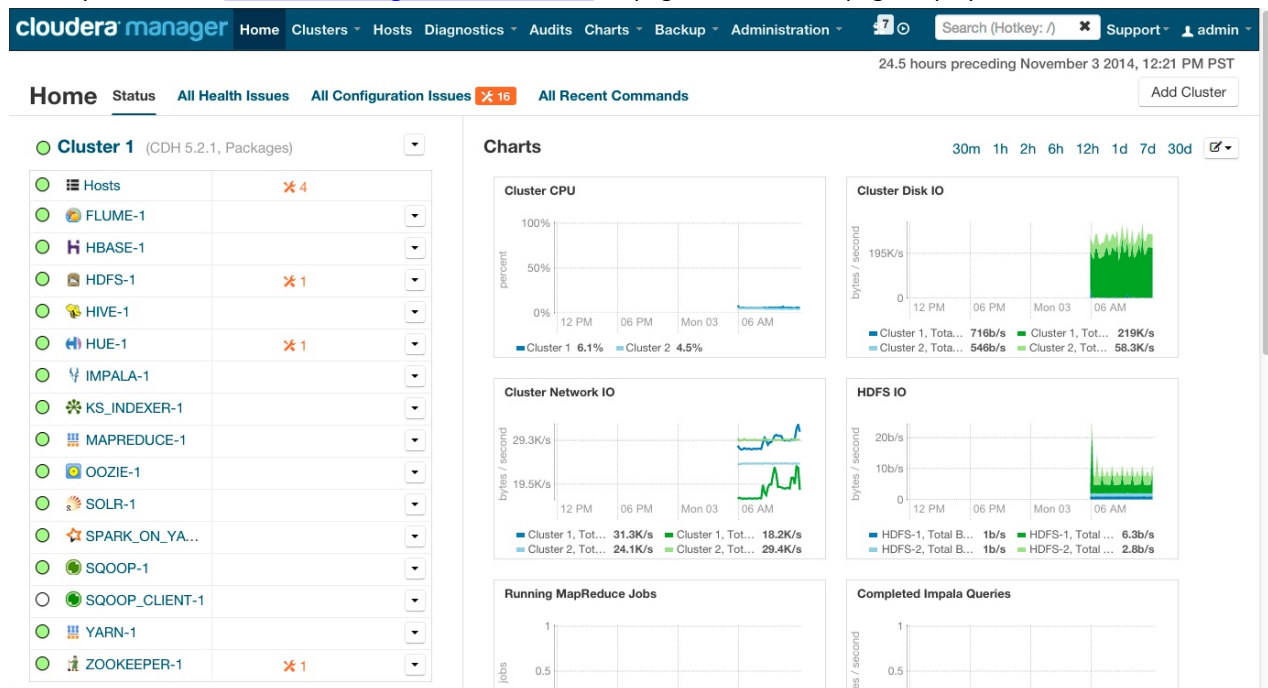 cloudera manager Home Clusters Hosts Diagnostics Audits Charts Backup Administration 7 Search (Hotkey: /) Support admin
24.5 hours preceding November 3 2014, 12:21 PM PST
Home Status All Health Issues All Configuration Issues 16 All Recent Commands Add Cluster
Cluster 1 (CDH 5.2.1, Packages)
Hosts 4
FLUME-1
HBASE-1
HDFS-1 1
HIVE-1
HUE-1 1
IMPALA-1
KS_INDEXER-1
MAPREDUCE-1
OOZIE-1
SOLR-1
SPARK_ON_YA...
SQOOP-1
SQOOP_CLIENT-1
YARN-1
ZOOKEEPER-1 1
Charts 30m 1h 2h 6h 12h 1d 7d 30d
Cluster CPU
percent
100%
50%
0%
12 PM 06 PM Mon 03 06 AM
Cluster 1 6.1% Cluster 2 4.5%
Cluster Disk IO
bytes / second
195K/s
0
12 PM 06 PM Mon 03 06 AM
Cluster 1, Tota... 716b/s Cluster 1, Tot... 219K/s
Cluster 2, Tota... 546b/s Cluster 2, Tot... 58.3K/s
Cluster Network IO
bytes / second
29.3K/s
19.5K/s
12 PM 06 PM Mon 03 06 AM
Cluster 1, Tot... 31.3K/s Cluster 1, Tot... 18.2K/s
Cluster 2, Tot... 24.1K/s Cluster 2, Tot... 29.4K/s
HDFS IO
bytes / second
20b/s
10b/s
0
12 PM 06 PM Mon 03 06 AM
HDFS-1, Total B... 1b/s HDFS-1, Total ... 6.3b/s
HDFS-2, Total B... 1b/s HDFS-2, Total ... 2.8b/s
Running MapReduce Jobs
jobs
1
0.5
Completed Impala Queries
/ second
1
0.5